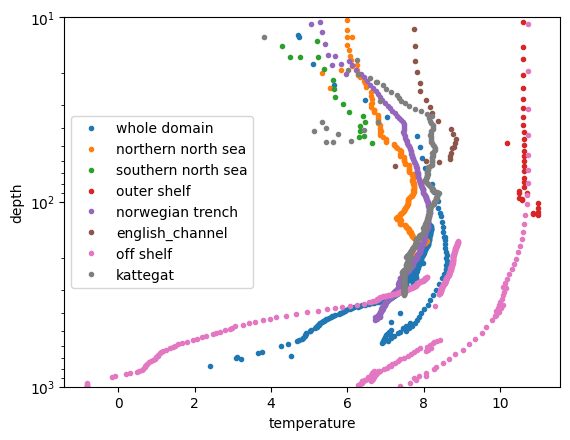 10¹
whole domain
northern north sea
southern north sea
outer shelf
norwegian trench
english_channel
off shelf
kattegat
depth
10²
10³
0 2 4 6 8 10
temperature